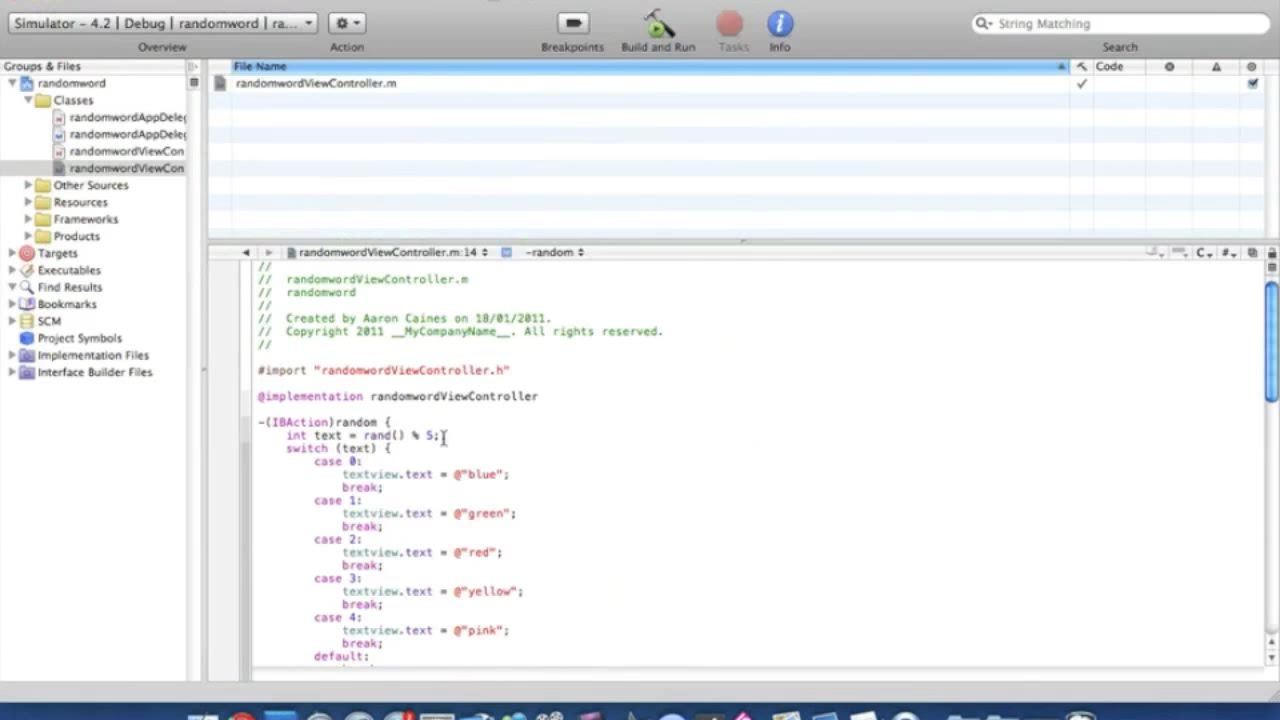 Simulator - 4.2 | Debug | randomword | ra...
String Matching
Overview
Action
Breakpoints
Build and Run
Tasks
Info
Search
Groups & Files
File Name
Code
randomword
randomwordViewController.m
Classes
randomwordAppDeleg
randomwordAppDeleg
randomwordViewCon
randomwordViewCon
Other Sources
Resources
Frameworks
Products
Targets
Executables
Find Results
Bookmarks
SCM
Project Symbols
Implementation Files
Interface Builder Files
randomwordViewController.m:14
-random
C
#
//
// randomwordViewController.m
// randomword
//
// Created by Aaron Caines on 18/01/2011.
// Copyright 2011 __MyCompanyName__. All rights reserved.
//
#import "randomwordViewController.h"
@implementation randomwordViewController
-(IBAction)random {
int text = rand() % 5;
switch (text) {
case 0:
textview.text = @"blue";
break;
case 1:
textview.text = @"green";
break;
case 2:
textview.text = @"red";
break;
case 3:
textview.text = @"yellow";
break;
case 4:
textview.text = @"pink";
break;
default: